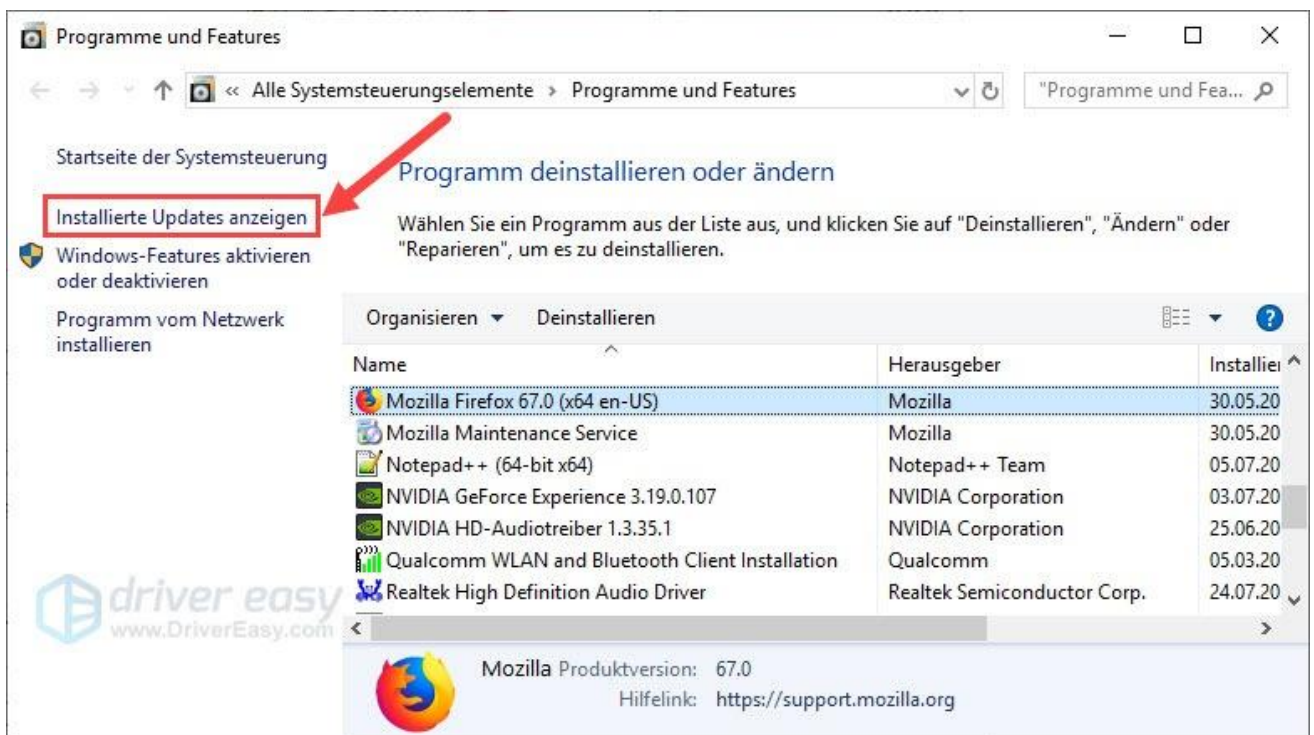 Programme und Features
« Alle Systemsteuerungselemente › Programme und Features
"Programme und Fea...
Startseite der Systemsteuerung
Installierte Updates anzeigen
Windows-Features aktivieren
oder deaktivieren
Programm vom Netzwerk
installieren
Programm deinstallieren oder ändern
Wählen Sie ein Programm aus der Liste aus, und klicken Sie auf "Deinstallieren", "Ändern" oder
"Reparieren", um es zu deinstallieren.
Organisieren Deinstallieren
Name Herausgeber Installier
Mozilla Firefox 67.0 (x64 en-US) Mozilla 30.05.20
Mozilla Maintenance Service Mozilla 30.05.20
Notepad++ (64-bit x64) Notepad++ Team 05.07.20
NVIDIA GeForce Experience 3.19.0.107 NVIDIA Corporation 03.07.20
NVIDIA HD-Audiotreiber 1.3.35.1 NVIDIA Corporation 25.06.20
Qualcomm WLAN and Bluetooth Client Installation Qualcomm 05.03.20
Realtek High Definition Audio Driver Realtek Semiconductor Corp. 24.07.20
driver easy
www.DriverEasy.com
Mozilla Produktversion: 67.0
Hilfelink: https://support.mozilla.org